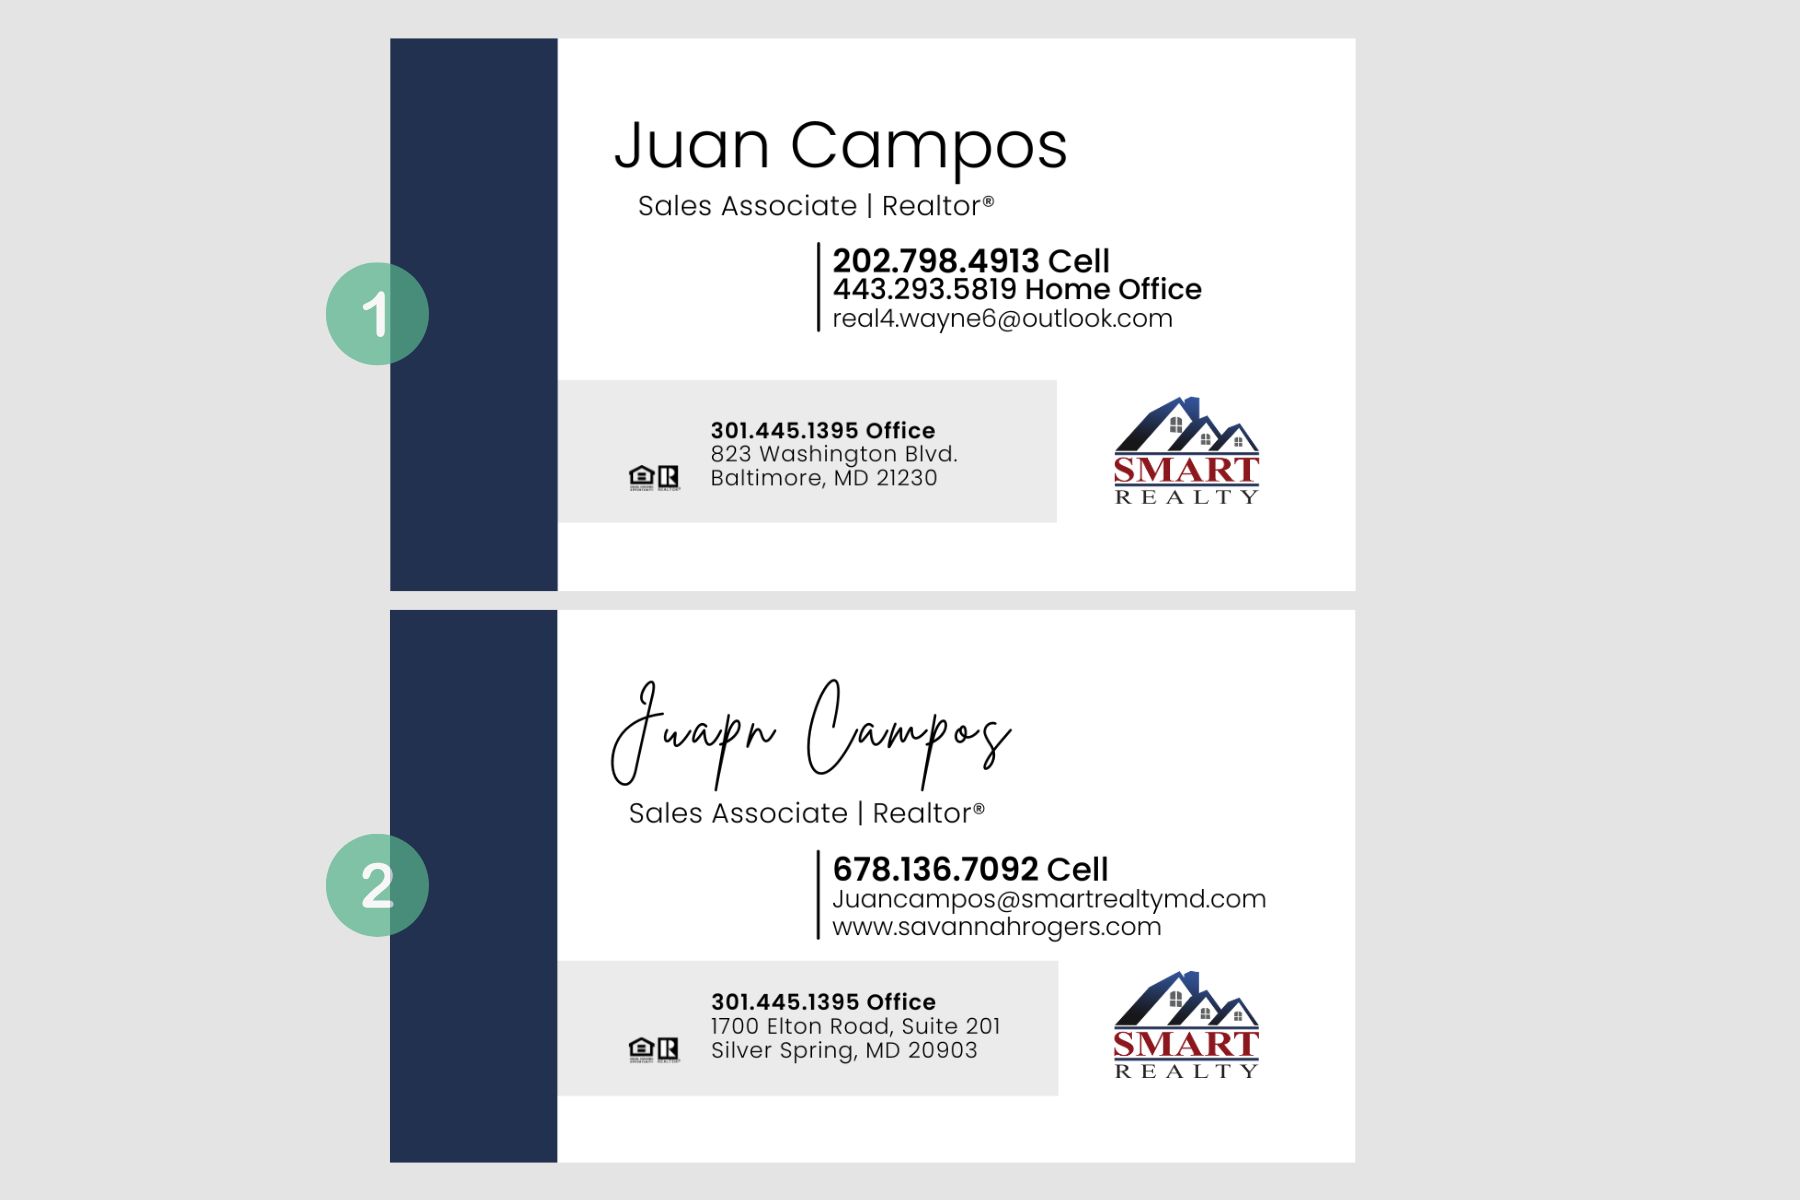 1
Juan Campos
Sales Associate | Realtor®
202.798.4913 Cell
443.293.5819 Home Office
real4.wayne6@outlook.com
301.445.1395 Office
823 Washington Blvd.
Baltimore, MD 21230
SMART
REALTY
2
Juapn Campos
Sales Associate | Realtor®
678.136.7092 Cell
Juancampos@smartrealtymd.com
www.savannahrogers.com
301.445.1395 Office
1700 Elton Road, Suite 201
Silver Spring, MD 20903
SMART
REALTY